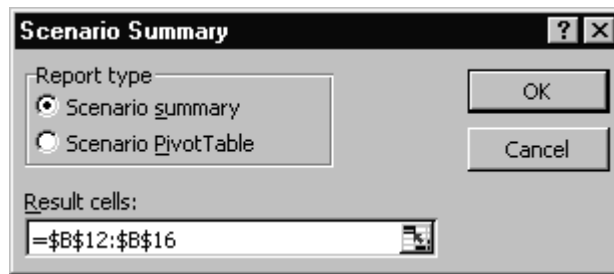 Scenario Summary
Report type
Scenario summary
Scenario PivotTable
OK
Cancel
Result cells:
=$B$12:$B$16